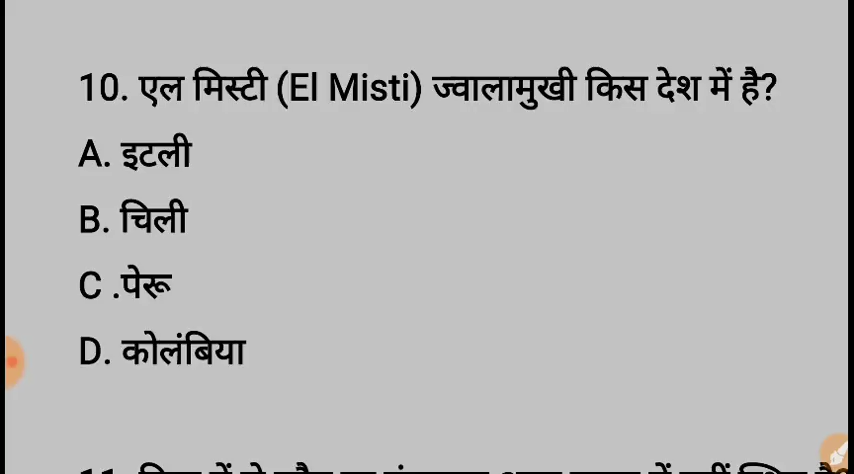 10. एल मिस्टी (El Misti) ज्वालामुखी किस देश में है?
A. इटली
B. चिली
C .पेरू
D. कोलंबिया